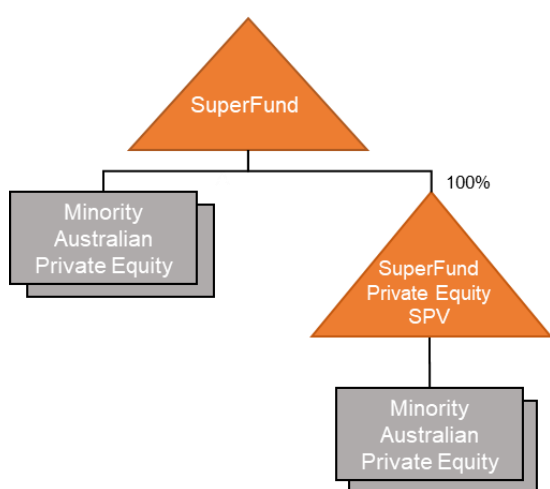 SuperFund
100%
Minority
Australian
Private Equity
SuperFund
Private Equity
SPV
Minority
Australian
Private Equity